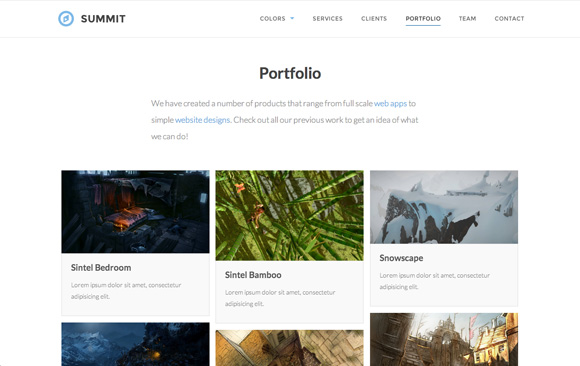 SUMMIT
COLORS SERVICES CLIENTS PORTFOLIO TEAM CONTACT
Portfolio
We have created a number of products that range from full scale web apps to
simple website designs. Check out all our previous work to get an idea of what
we can do!
Sintel Bedroom
Lorem ipsum dolor sit amet, consectetur
adipisicing elit.
Sintel Bamboo
Lorem ipsum dolor sit amet, consectetur
adipisicing elit.
Snowscape
Lorem ipsum dolor sit amet, consectetur
adipisicing elit.